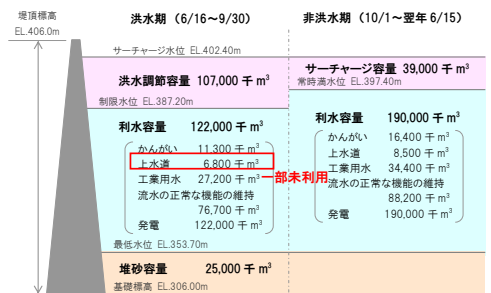 堤頂標高
EL.406.0m
洪水期（6/16～9/30）
非洪水期（10/1～翌年 6/15）
サーチャージ水位 EL.402.40m
洪水調節容量 107,000 千 m³
サーチャージ容量 39,000 千 m³
常時満水位 EL.397.40m
制限水位 EL.387.20m
利水容量 122,000 千 m³
かんがい 11,300 千 m³
上水道 6,800 千 m³
工業用水 27,200 千 m³
一部未利用
流水の正常な機能の維持
76,700 千 m³
発電 122,000 千 m³
利水容量 190,000 千 m³
かんがい 16,400 千 m³
上水道 8,500 千 m³
工業用水 34,400 千 m³
流水の正常な機能の維持
88,200 千 m³
発電 190,000 千 m³
最低水位 EL.353.70m
堆砂容量 25,000 千 m³
基礎標高 EL.306.00m